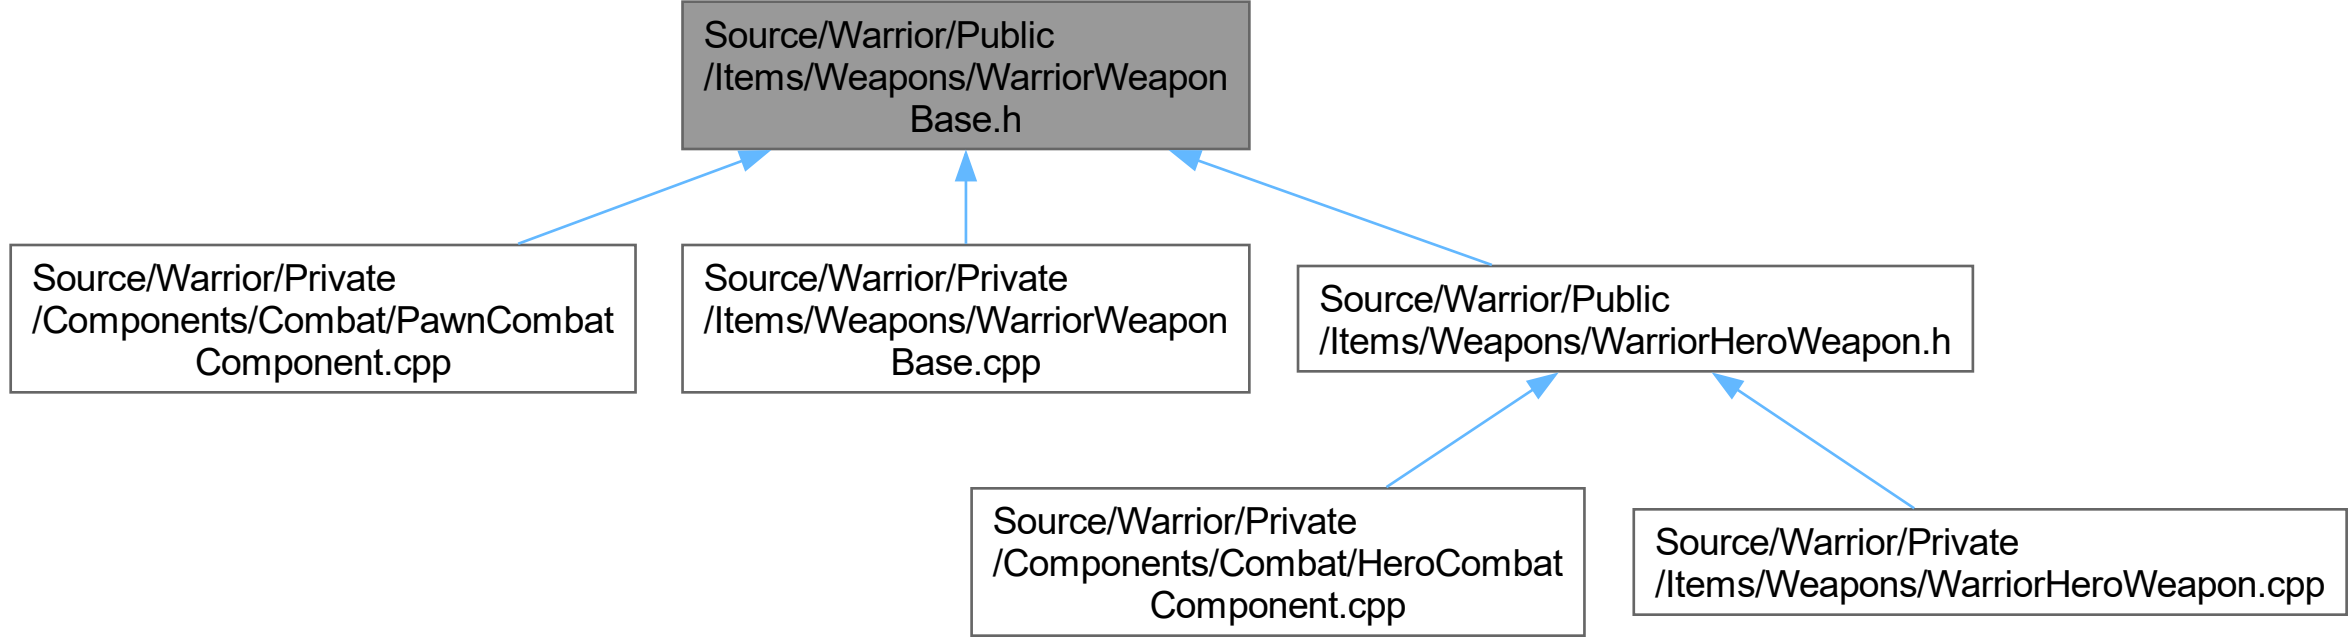 Source/Warrior/Public
/Items/Weapons/WarriorWeapon
Base.h
Source/Warrior/Private
/Components/Combat/PawnCombat
Component.cpp
Source/Warrior/Private
/Items/Weapons/WarriorWeapon
Base.cpp
Source/Warrior/Public
/Items/Weapons/WarriorHeroWeapon.h
Source/Warrior/Private
/Components/Combat/HeroCombat
Component.cpp
Source/Warrior/Private
/Items/Weapons/WarriorHeroWeapon.cpp